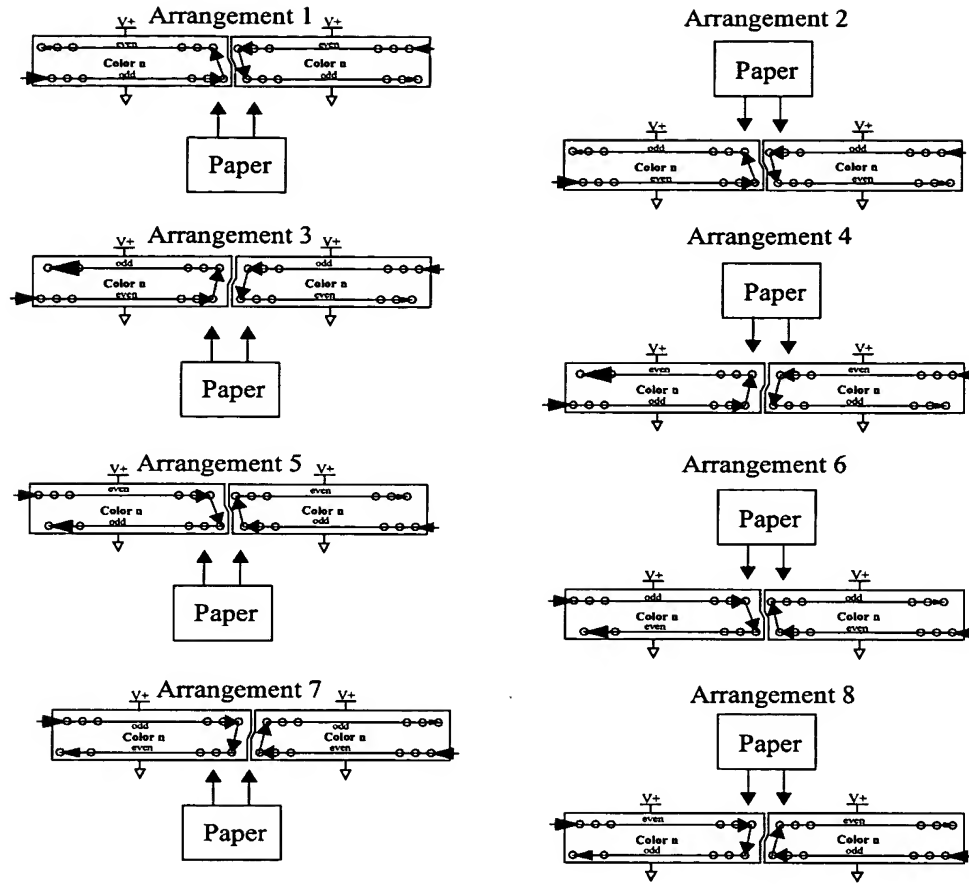 Arrangement 1
V+ V+
even even
Color n Color n
odd odd
Paper
Arrangement 2
Paper
V+ V+
odd odd
Color n Color n
even even
Arrangement 3
V+ V+
odd odd
Color n Color n
even even
Paper
Arrangement 4
Paper
V+ V+
even even
Color n Color n
odd odd
Arrangement 5
V+ V+
even even
Color n Color n
odd odd
Paper
Arrangement 6
Paper
V+ V+
odd odd
Color n Color n
even even
Arrangement 7
V+ V+
odd odd
Color n Color n
even even
Paper
Arrangement 8
Paper
V+ V+
even even
Color n Color n
odd odd